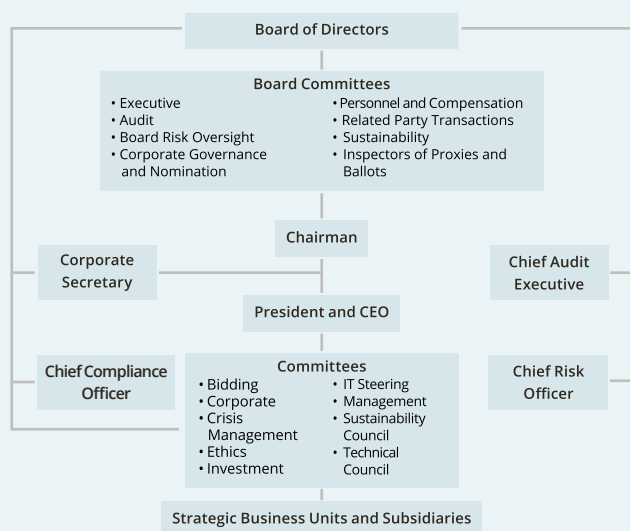 Board of Directors
Board Committees
• Executive
• Audit
• Board Risk Oversight
• Corporate Governance
and Nomination
• Personnel and Compensation
• Related Party Transactions
• Sustainability
• Inspectors of Proxies and
Ballots
Chairman
Corporate
Secretary
Chief Audit
Executive
President and CEO
Chief Compliance
Officer
Committees
• Bidding
• Corporate
• Crisis
Management
• Ethics
• Investment
• IT Steering
• Management
• Sustainability
Council
• Technical
Council
Chief Risk
Officer
Strategic Business Units and Subsidiaries